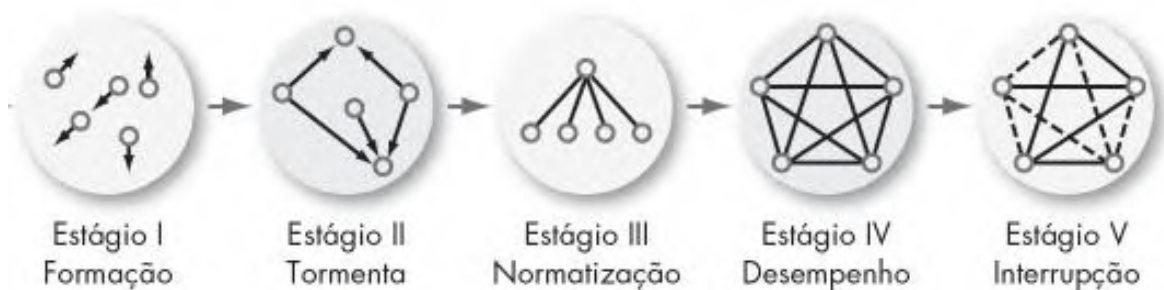 Estágio I
Formação
Estágio II
Tormenta
Estágio III
Normatização
Estágio IV
Desempenho
Estágio V
Interrupção